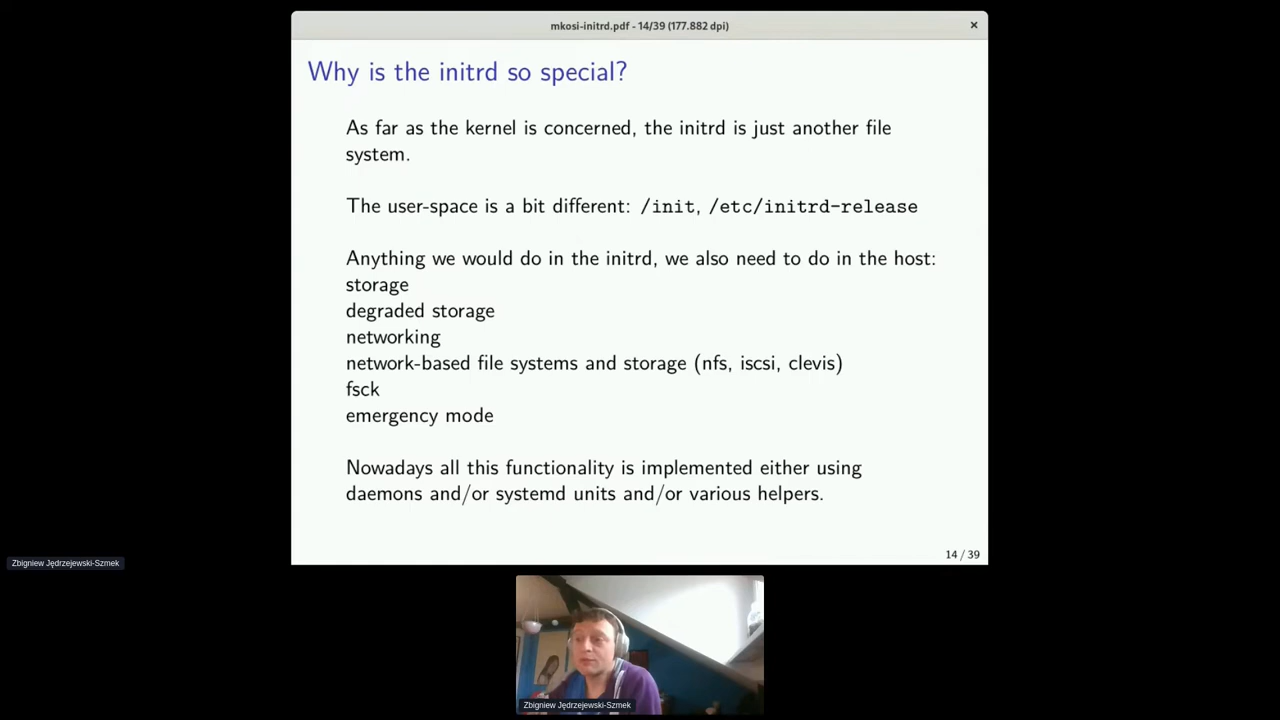 mkosi-initrd.pdf - 14/39 (177.882 dpi)
×
Why is the initrd so special?
As far as the kernel is concerned, the initrd is just another file
system.
The user-space is a bit different: /init, /etc/initrd-release
Anything we would do in the initrd, we also need to do in the host:
storage
degraded storage
networking
network-based file systems and storage (nfs, iscsi, clevis)
fsck
emergency mode
Nowadays all this functionality is implemented either using
daemons and/or systemd units and/or various helpers.
14 / 39
Zbigniew Jędrzejewski-Szmek
Zbigniew Jędrzejewski-Szmek